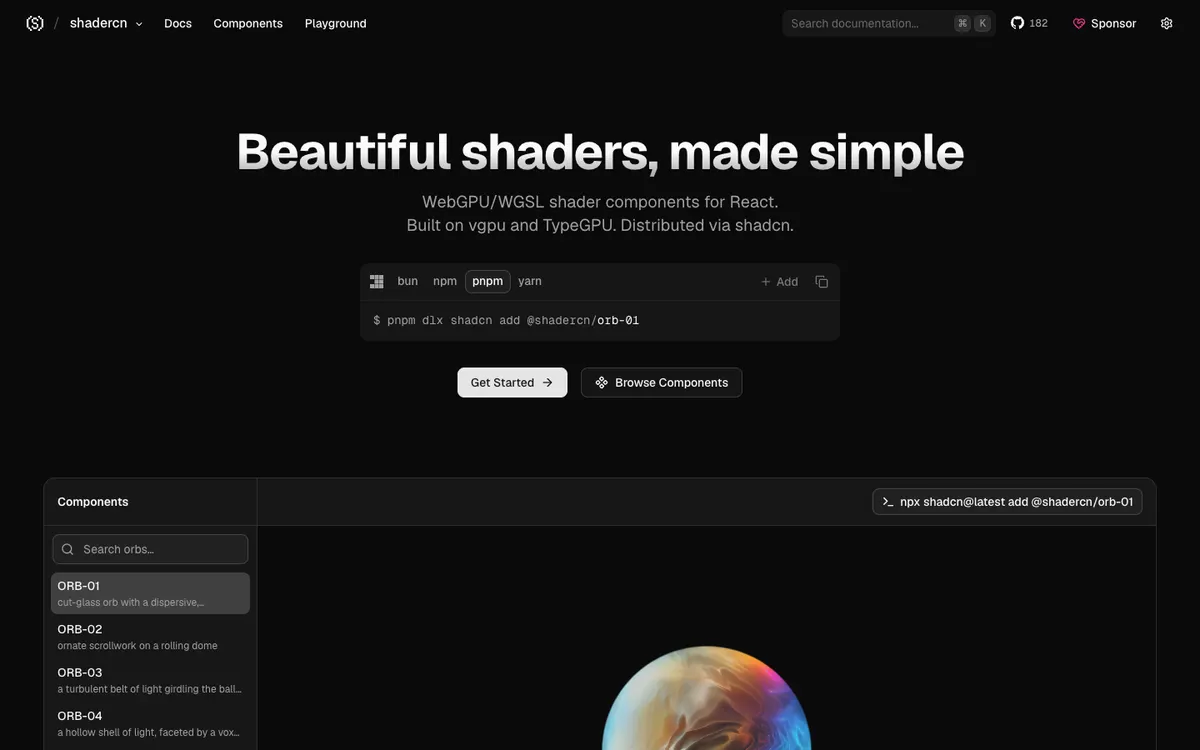 / shadercn Docs Components Playground Search documentation... ⌘ K 182 Sponsor
Beautiful shaders, made simple
WebGPU/WGSL shader components for React.
Built on vgpu and TypeGPU. Distributed via shadcn.
bun npm pnpm yarn + Add
$ pnpm dlx shadcn add @shadercn/orb-01
Get Started →
Browse Components
Components
>_ npx shadcn@latest add @shadercn/orb-01
Search orbs...
ORB-01
cut-glass orb with a dispersive,...
ORB-02
ornate scrollwork on a rolling dome
ORB-03
a turbulent belt of light girdling the ball...
ORB-04
a hollow shell of light, faceted by a vox...